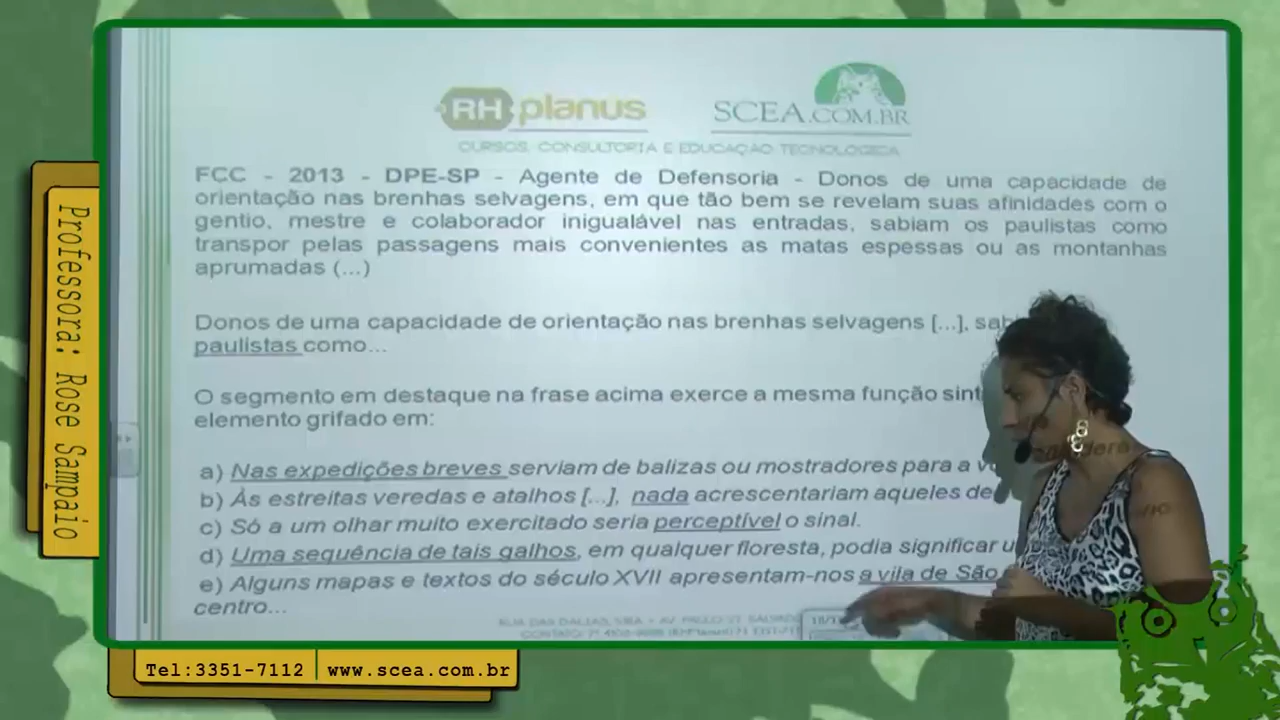 RHplanus
SCEA.COM.BR
CURSOS, CONSULTORIA E EDUCAÇÃO TECNOLÓGICA
FCC - 2013 - DPE-SP - Agente de Defensoria - Donos de uma capacidade de
orientação nas brenhas selvagens, em que tão bem se revelam suas afinidades com o
gentio, mestre e colaborador inigualável nas entradas, sabiam os paulistas como
transpor pelas passagens mais convenientes as matas espessas ou as montanhas
aprumadas (...)
Donos de uma capacidade de orientação nas brenhas selvagens [...], sab
paulistas como...
O segmento em destaque na frase acima exerce a mesma função sint
elemento grifado em:
a) Nas expedições breves serviam de balizas ou mostradores para a v
b) Às estreitas veredas e atalhos [...], nada acrescentariam aqueles de
c) Só a um olhar muito exercitado seria perceptível o sinal.
d) Uma sequência de tais galhos, em qualquer floresta, podia significar u
e) Alguns mapas e textos do século XVII apresentam-nos a vila de São
centro...
Professora: Rose Sampaio
Tel:3351-7112 www.scea.com.br